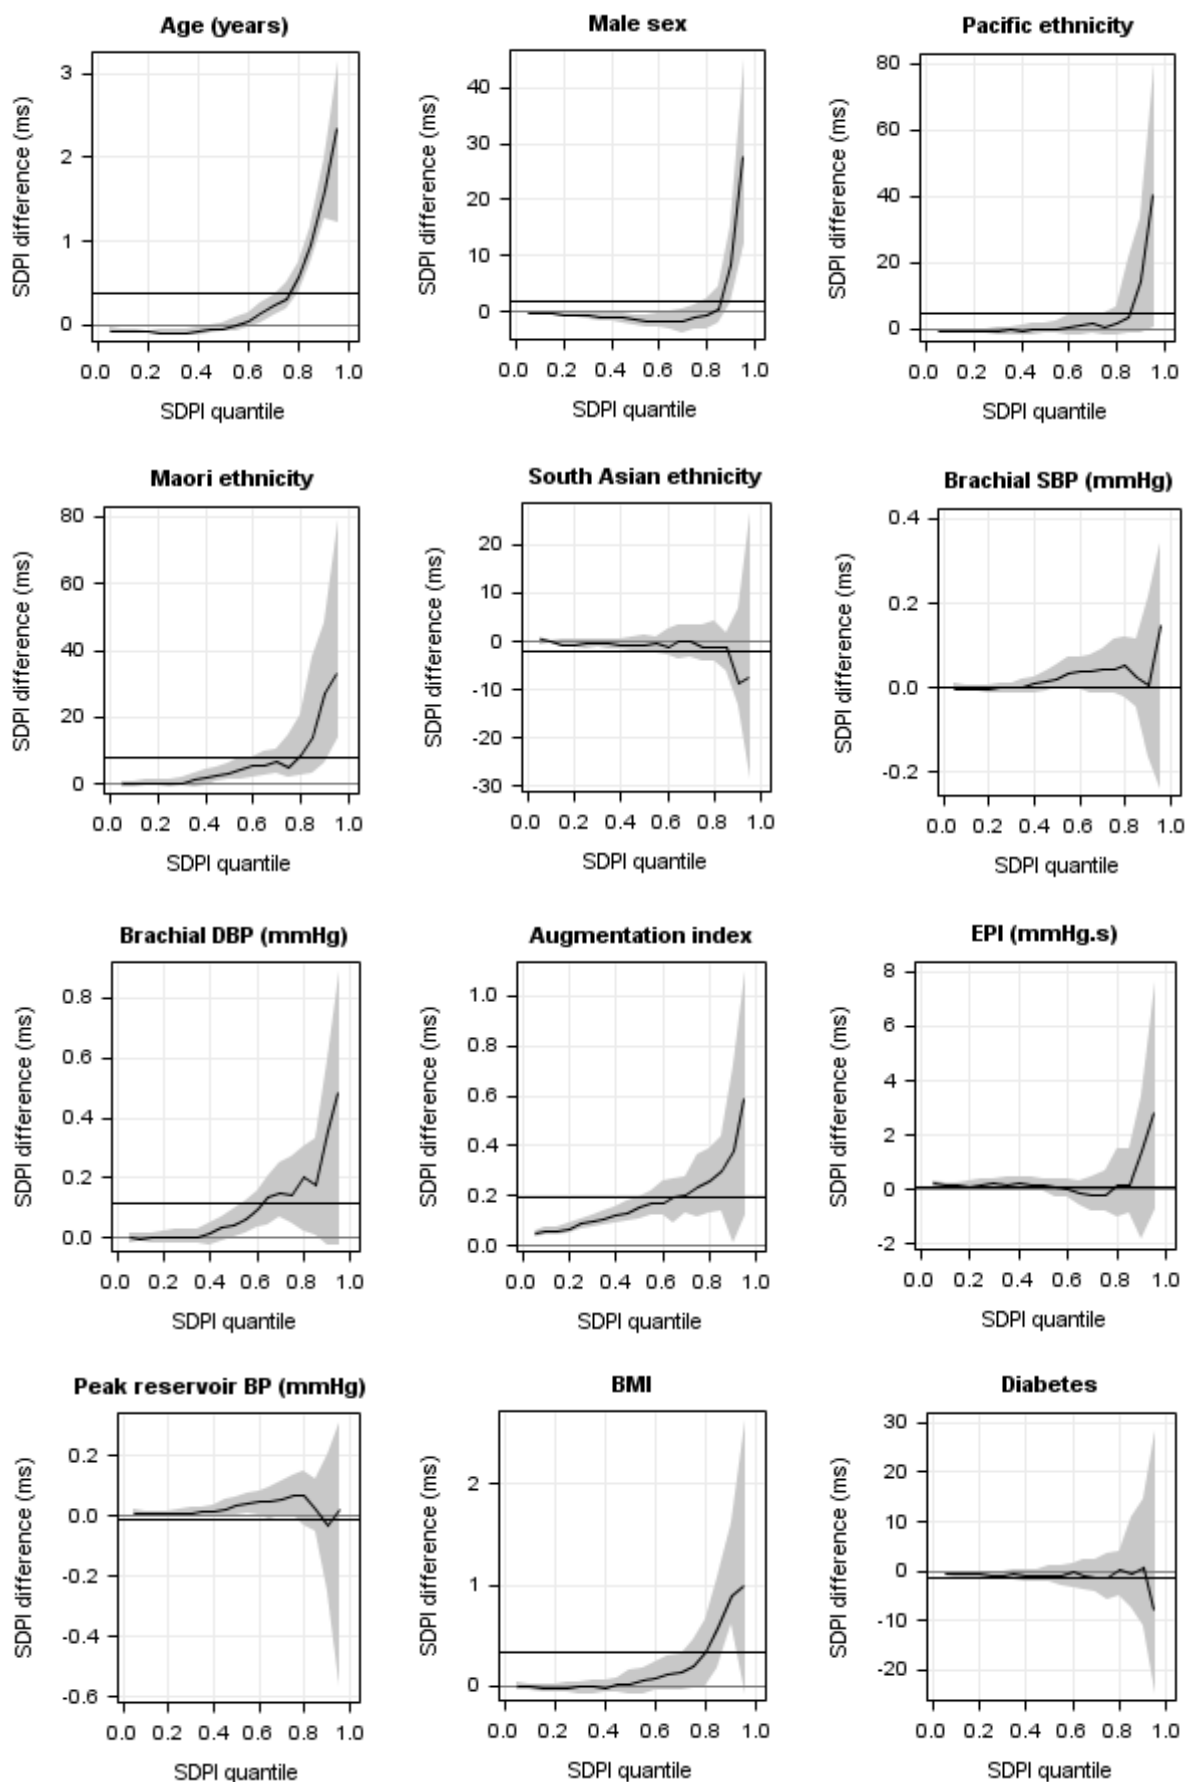 Age (years)
SDPI difference (ms)
3
2
1
0
0.0 0.2 0.4 0.6 0.8 1.0
SDPI quantile
Male sex
SDPI difference (ms)
40
30
20
10
0
0.0 0.2 0.4 0.6 0.8 1.0
SDPI quantile
Pacific ethnicity
SDPI difference (ms)
80
60
40
20
0
0.0 0.2 0.4 0.6 0.8 1.0
SDPI quantile
Maori ethnicity
SDPI difference (ms)
80
60
40
20
0
0.0 0.2 0.4 0.6 0.8 1.0
SDPI quantile
South Asian ethnicity
SDPI difference (ms)
20
10
0
-10
-20
-30
0.0 0.2 0.4 0.6 0.8 1.0
SDPI quantile
Brachial SBP (mmHg)
SDPI difference (ms)
0.4
0.2
0.0
-0.2
0.0 0.2 0.4 0.6 0.8 1.0
SDPI quantile
Brachial DBP (mmHg)
SDPI difference (ms)
0.8
0.6
0.4
0.2
0.0
0.0 0.2 0.4 0.6 0.8 1.0
SDPI quantile
Augmentation index
SDPI difference (ms)
1.0
0.8
0.6
0.4
0.2
0.0
0.0 0.2 0.4 0.6 0.8 1.0
SDPI quantile
EPI (mmHg.s)
SDPI difference (ms)
8
6
4
2
0
-2
0.0 0.2 0.4 0.6 0.8 1.0
SDPI quantile
Peak reservoir BP (mmHg)
SDPI difference (ms)
0.2
0.0
-0.2
-0.4
-0.6
0.0 0.2 0.4 0.6 0.8 1.0
SDPI quantile
BMI
SDPI difference (ms)
2
1
0
0.0 0.2 0.4 0.6 0.8 1.0
SDPI quantile
Diabetes
SDPI difference (ms)
30
20
10
0
-10
-20
0.0 0.2 0.4 0.6 0.8 1.0
SDPI quantile